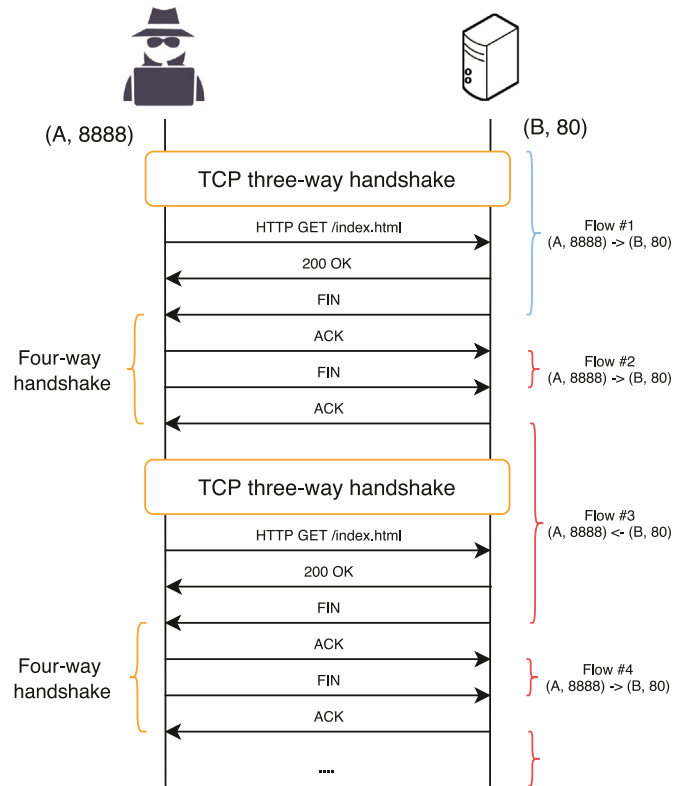 (A, 8888)
(B, 80)
TCP three-way handshake
HTTP GET /index.html
Flow #1
(A, 8888) -> (B, 80)
200 OK
FIN
ACK
Four-way
handshake
FIN
Flow #2
(A, 8888) -> (B, 80)
ACK
TCP three-way handshake
HTTP GET /index.html
Flow #3
(A, 8888) <- (B, 80)
200 OK
FIN
ACK
Four-way
handshake
FIN
Flow #4
(A, 8888) -> (B, 80)
ACK
....